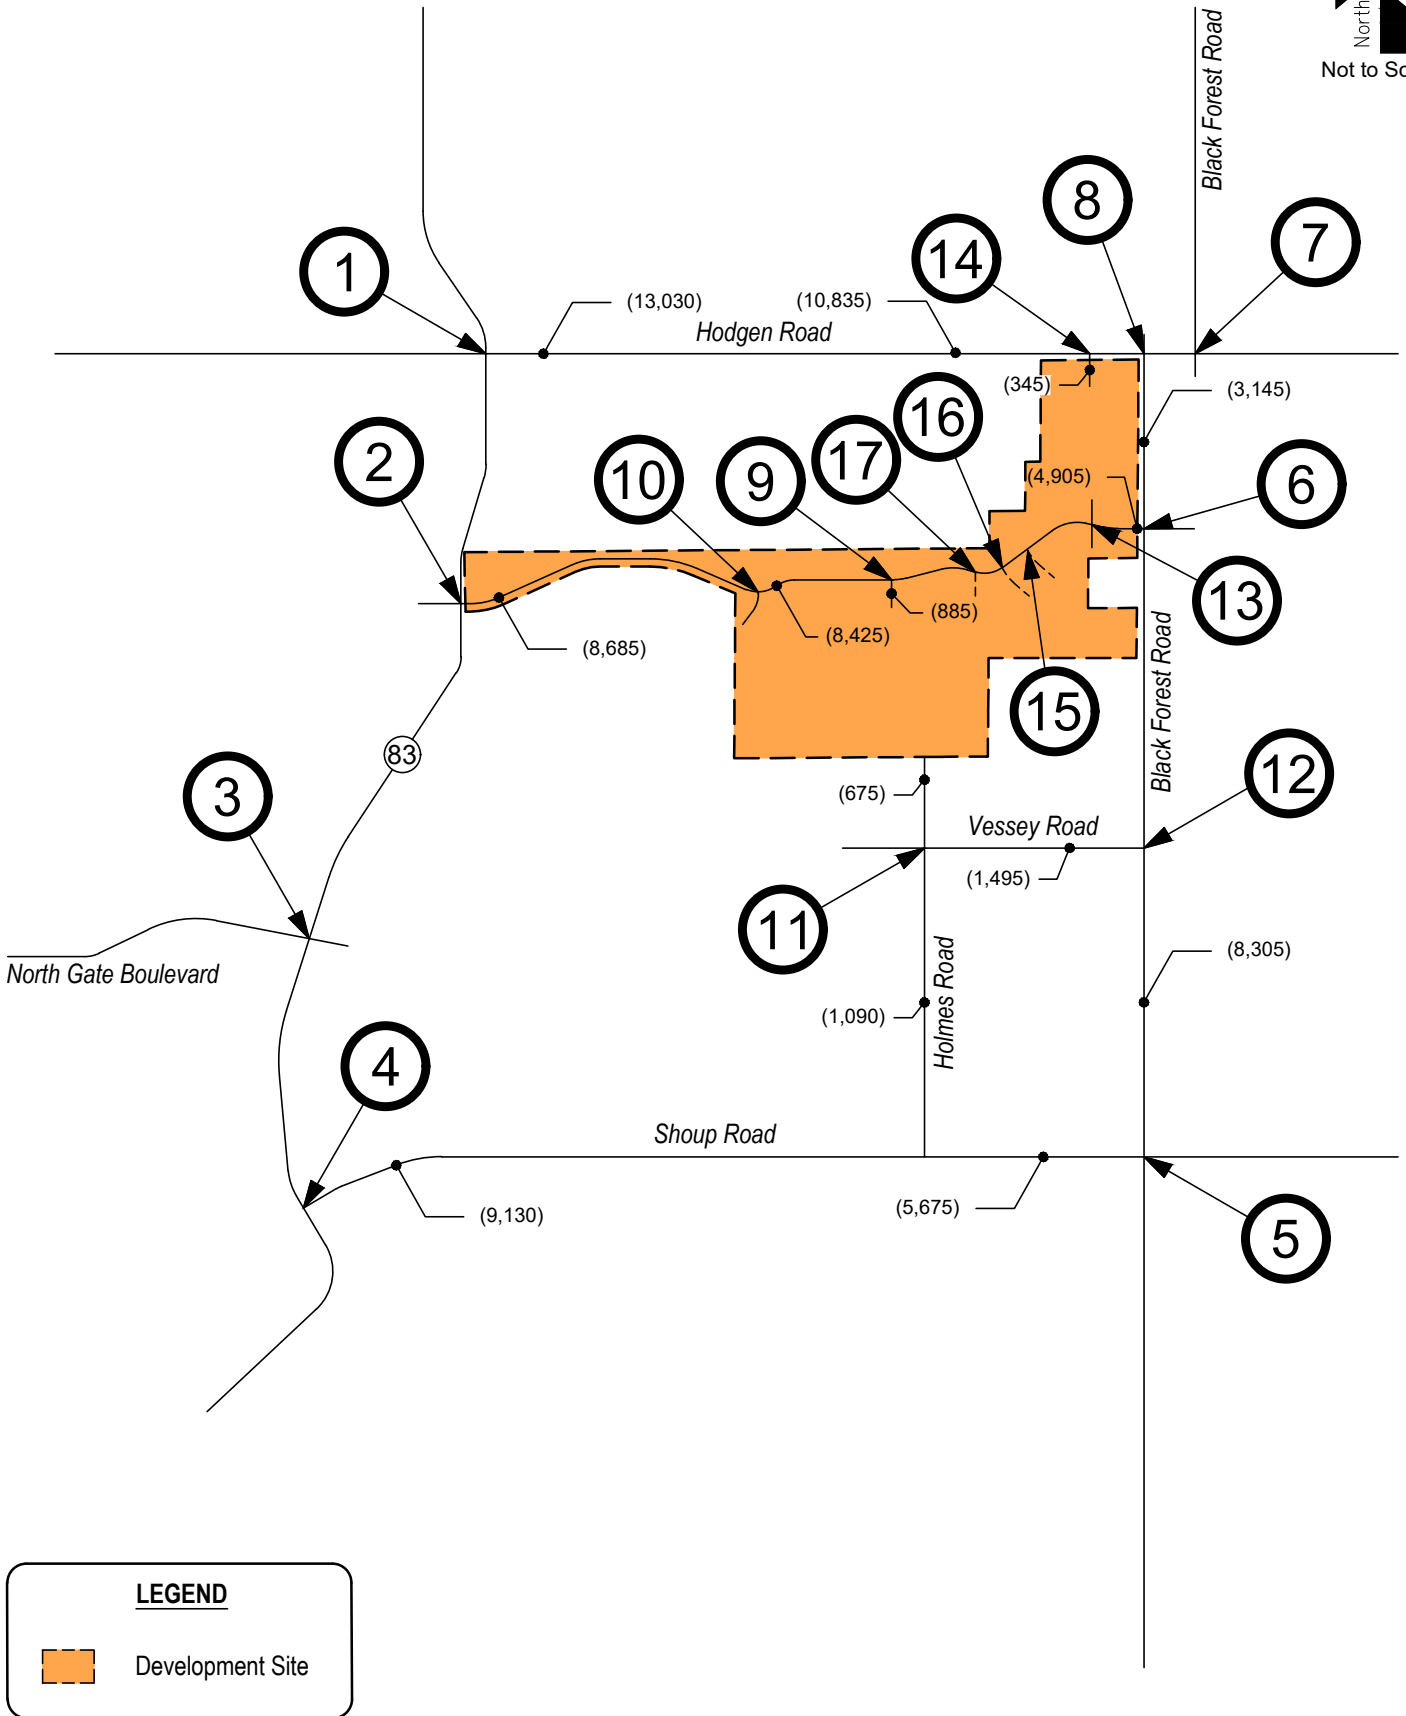 North
Not to Sc
Black Forest Road
8
14
7
1
(13,030)
(10,835)
Hodgen Road
(345)
(3,145)
16
17
2
10
9
(4,905)
6
13
(885)
(8,425)
(8,685)
15
Black Forest Road
83
3
12
(675)
Vessey Road
(1,495)
11
North Gate Boulevard
Holmes Road
(8,305)
(1,090)
4
Shoup Road
(9,130)
(5,675)
5
LEGEND
Development Site